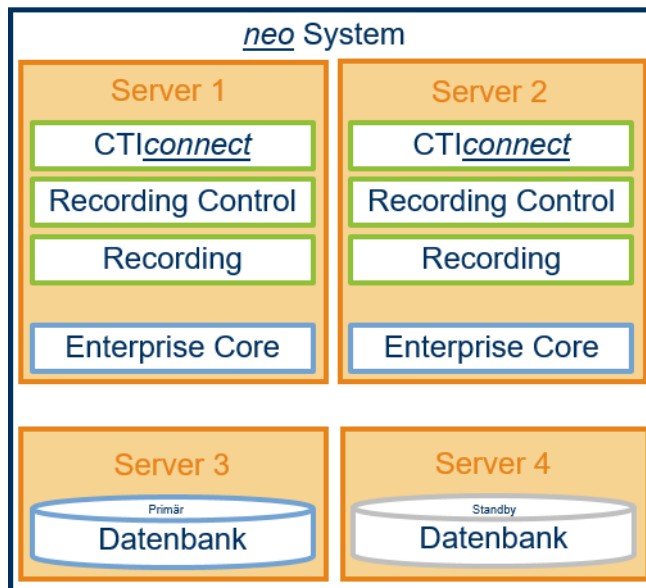 neo System
Server 1
CTIconnect
Recording Control
Recording
Enterprise Core
Server 2
CTIconnect
Recording Control
Recording
Enterprise Core
Server 3
Primär
Datenbank
Server 4
Standby
Datenbank